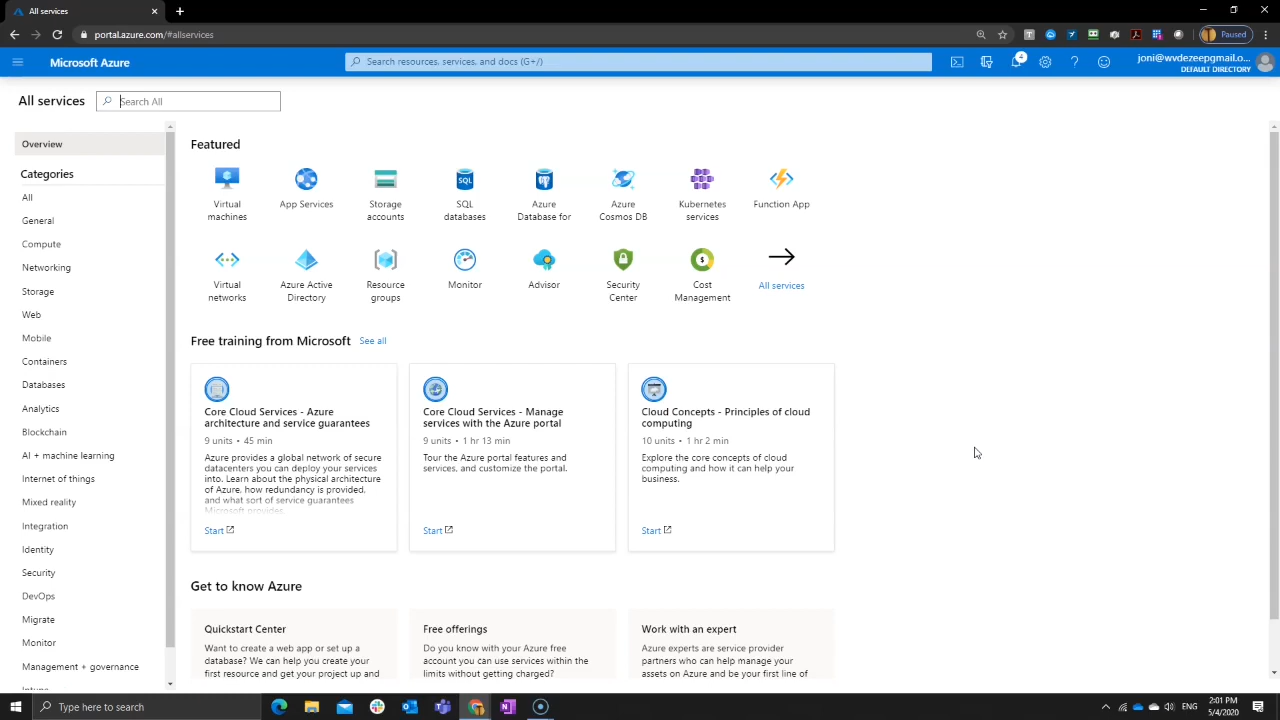 All services
portal.azure.com/#allservices
Paused
Microsoft Azure
Search resources, services, and docs (G+/)
4
joni@wvdezeepgmail.o...
DEFAULT DIRECTORY
All services
Search All
Overview
Categories
All
General
Compute
Networking
Storage
Web
Mobile
Containers
Databases
Analytics
Blockchain
AI + machine learning
Internet of things
Mixed reality
Integration
Identity
Security
DevOps
Migrate
Monitor
Management + governance
Intune
Featured
Virtual
machines
App Services
Storage
accounts
SQL
SQL
databases
Azure
Database for
Azure
Cosmos DB
Kubernetes
services
Function App
Virtual
networks
Azure Active
Directory
Resource
groups
Monitor
Advisor
Security
Center
Cost
Management
All services
Free training from Microsoft See all
Core Cloud Services - Azure
architecture and service guarantees
9 units • 45 min
Azure provides a global network of secure
datacenters you can deploy your services
into. Learn about the physical architecture
of Azure, how redundancy is provided,
and what sort of service guarantees
Microsoft provides.
Start
Core Cloud Services - Manage
services with the Azure portal
9 units • 1 hr 13 min
Tour the Azure portal features and
services, and customize the portal.
Start
Cloud Concepts - Principles of cloud
computing
10 units • 1 hr 2 min
Explore the core concepts of cloud
computing and how it can help your
business.
Start
Get to know Azure
Quickstart Center
Want to create a web app or set up a
database? We can help you create your
first resource and get your project up and
Free offerings
Do you know with your Azure free
account you can use services within the
limits without getting charged?
Work with an expert
Azure experts are service provider
partners who can help manage your
assets on Azure and be your first line of
Type here to search
ENG
2:01 PM
5/4/2020